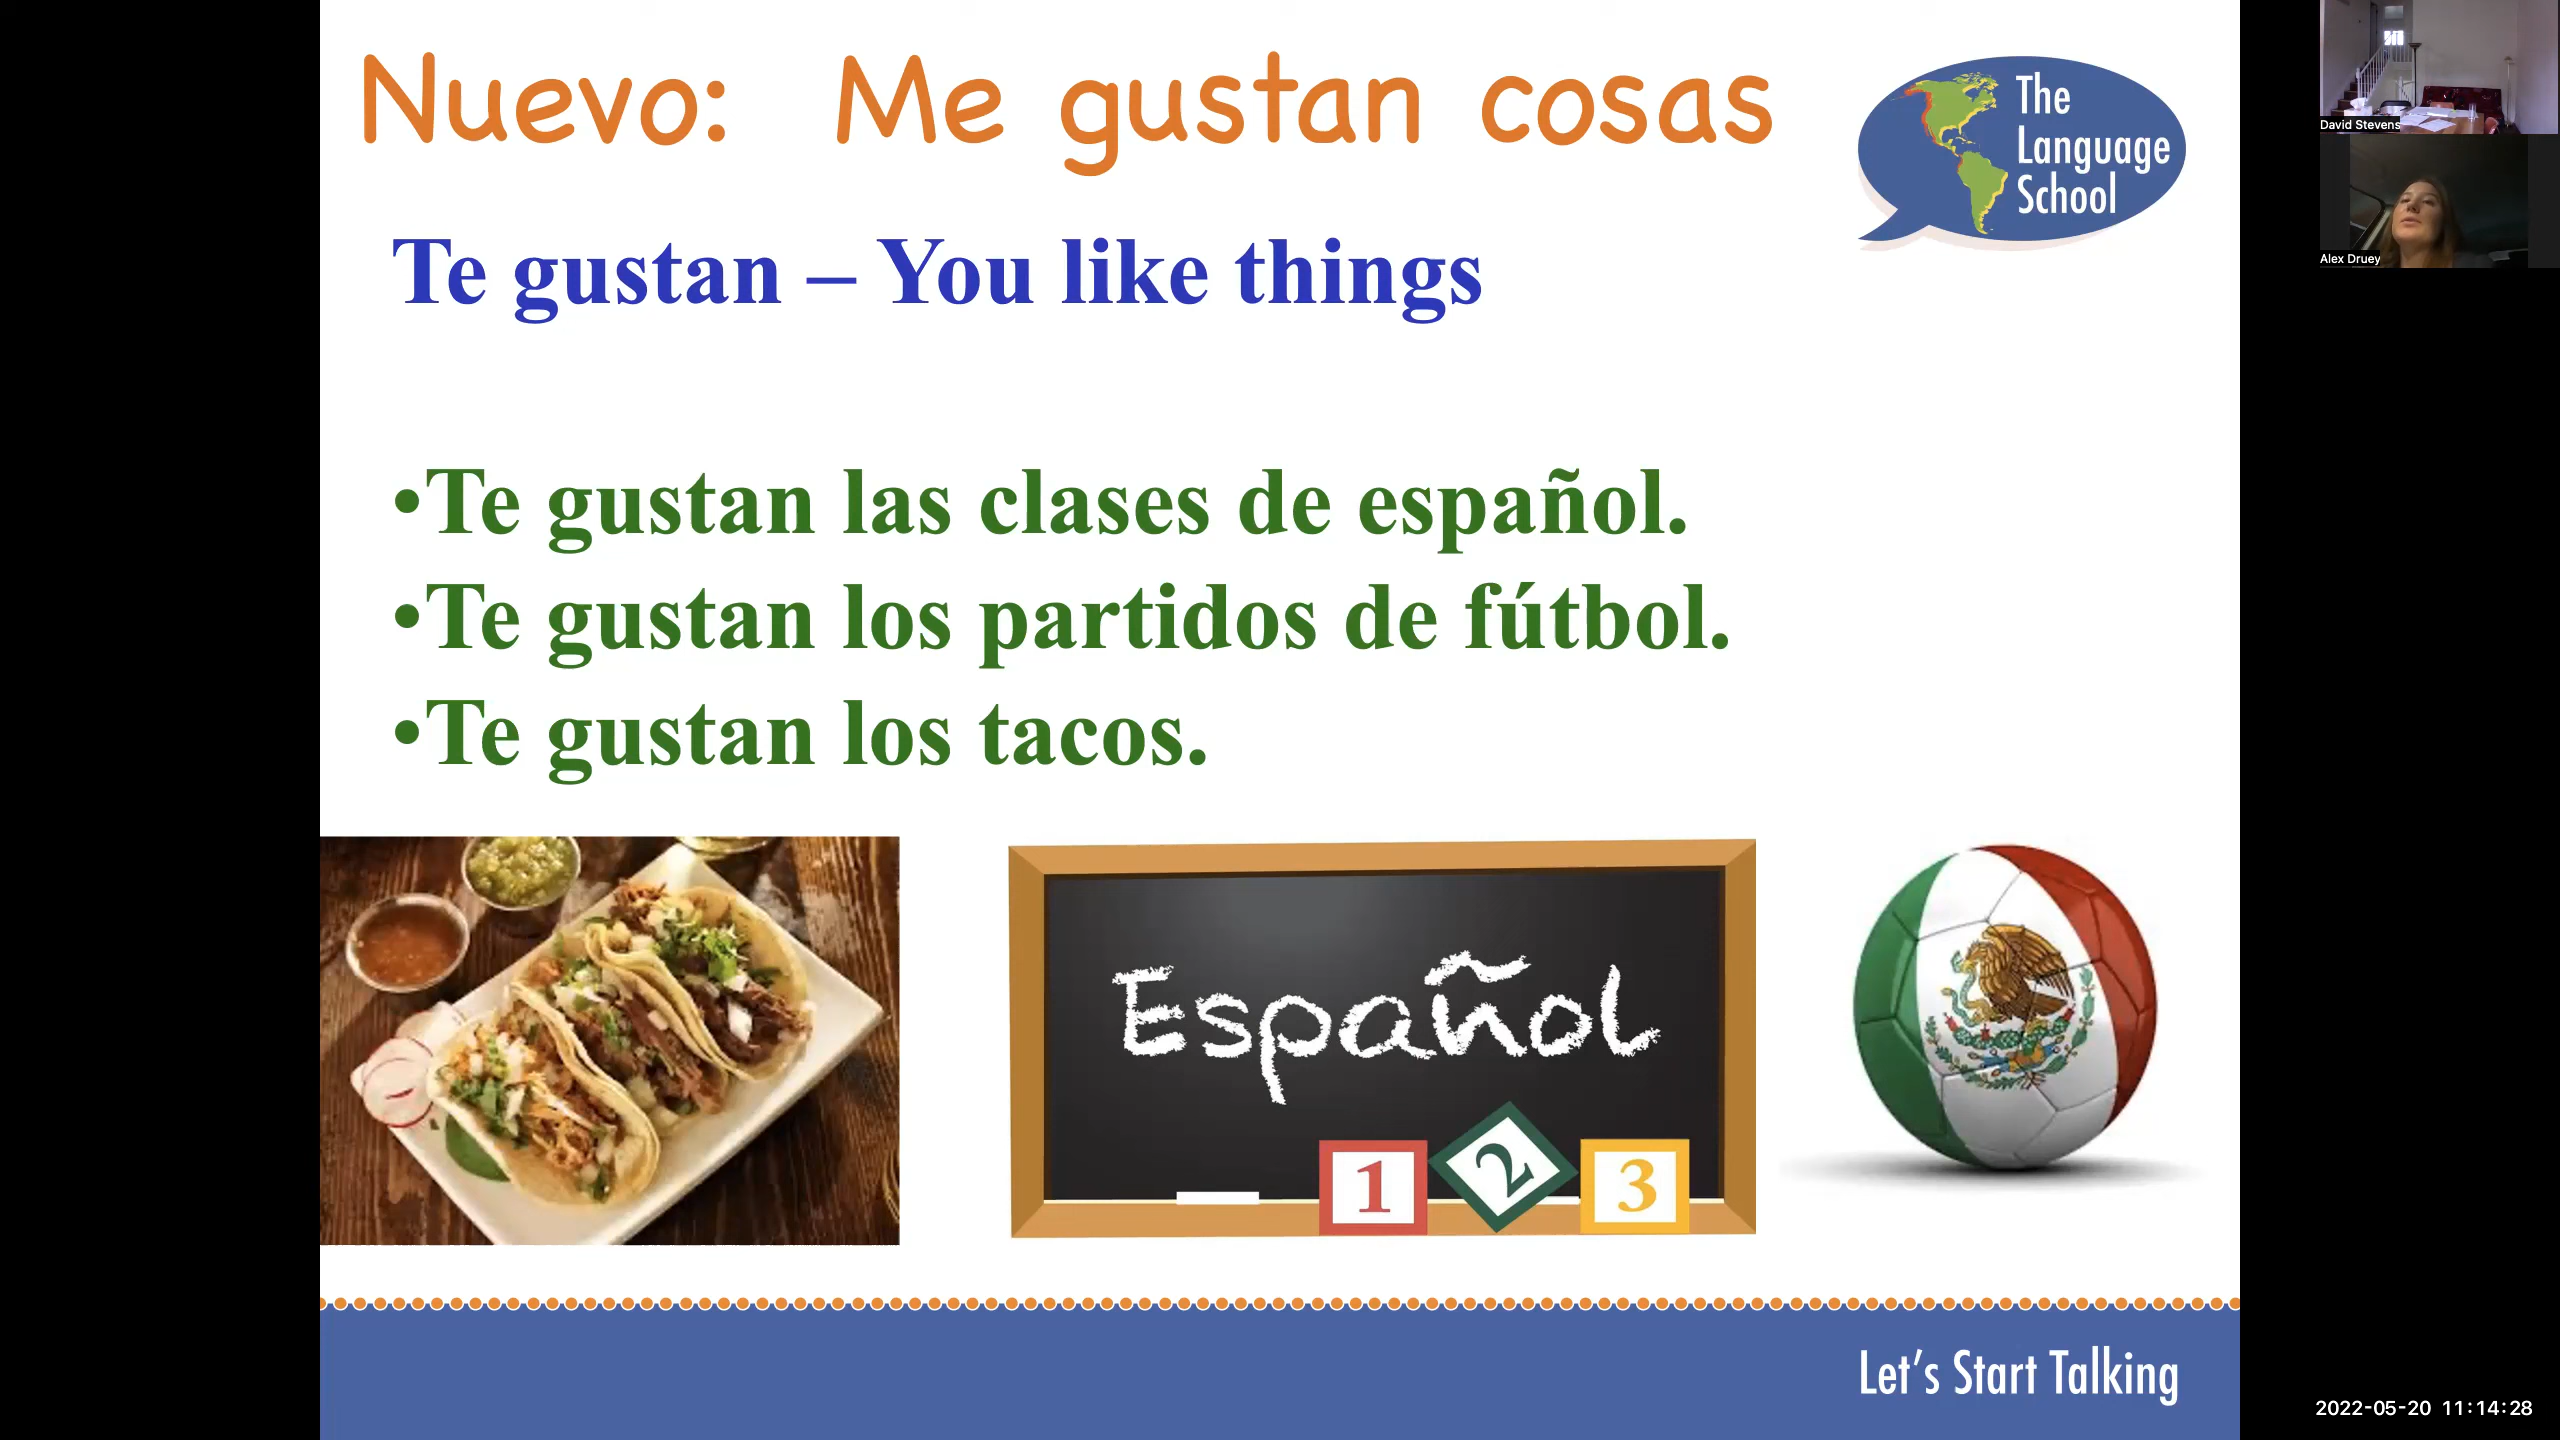 Nuevo: Me gustan cosas
The
Language
School
Te gustan – You like things
•Te gustan las clases de español.
•Te gustan los partidos de fútbol.
•Te gustan los tacos.
Español
1 2 3
Let's Start Talking
David Stevens
Alex Druey
2022-05-20 11:14:28